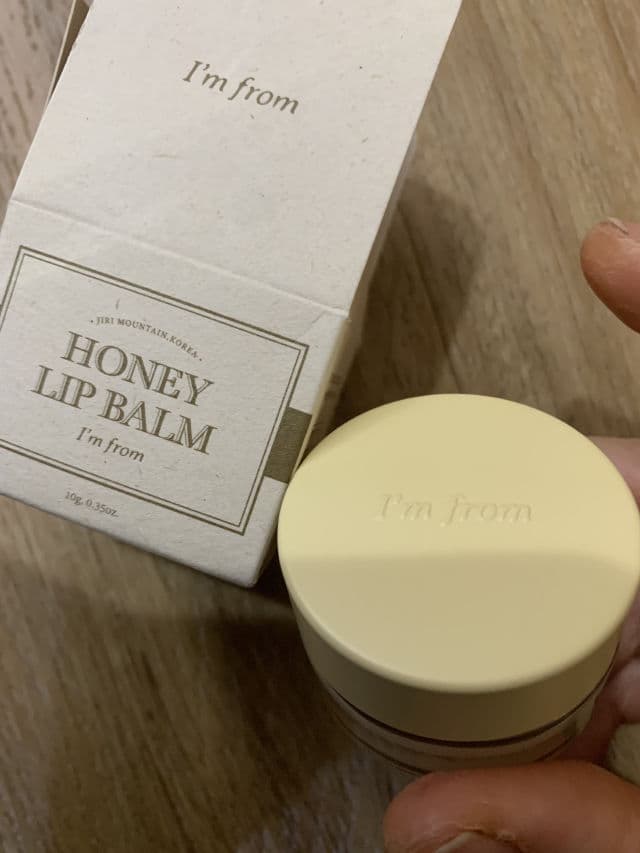 I'm from
· JIRI MOUNTAIN, KOREA ·
HONEY
LIP BALM
I'm from
10g, 0.35oz.
I'm from